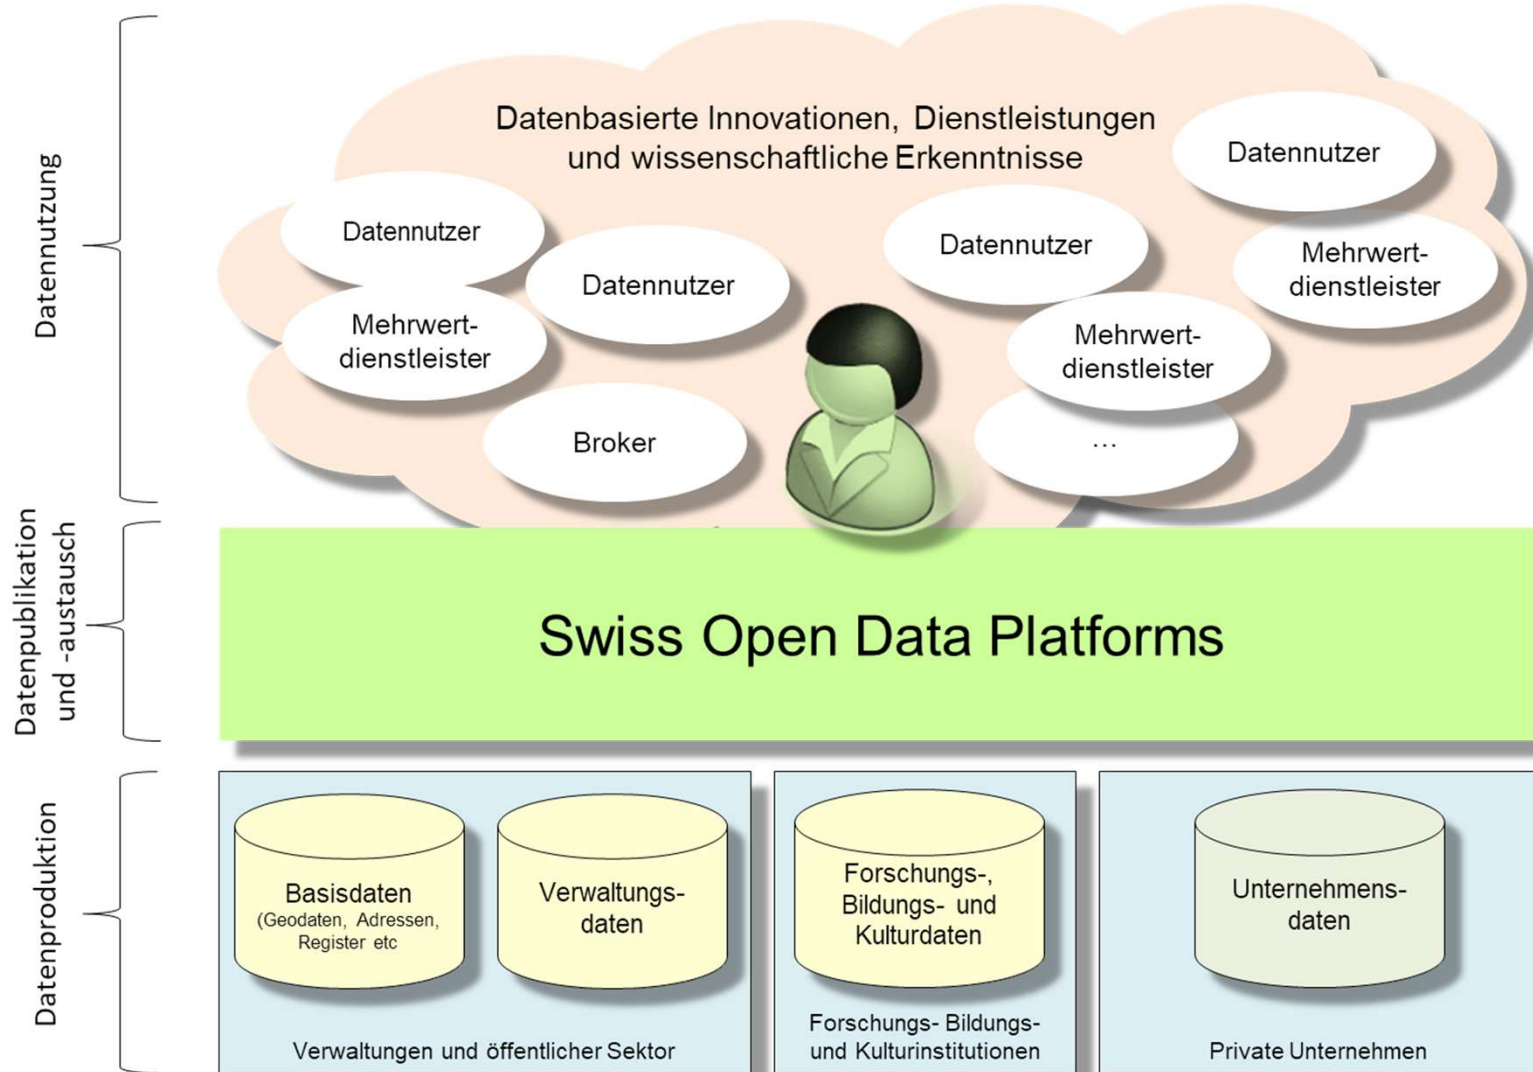 Datennutzung
Datenbasierte Innovationen, Dienstleistungen
und wissenschaftliche Erkenntnisse
Datennutzer
Datennutzer
Datennutzer
Datennutzer
Mehrwert-
dienstleister
Mehrwert-
dienstleister
Mehrwert-
dienstleister
Broker
...
Datenpublikation
und -austausch
Swiss Open Data Platforms
Datenproduktion
Basisdaten
(Geodaten, Adressen,
Register etc
Verwaltungs-
daten
Verwaltungen und öffentlicher Sektor
Forschungs-,
Bildungs- und
Kulturdaten
Forschungs- Bildungs-
und Kulturinstitutionen
Unternehmens-
daten
Private Unternehmen